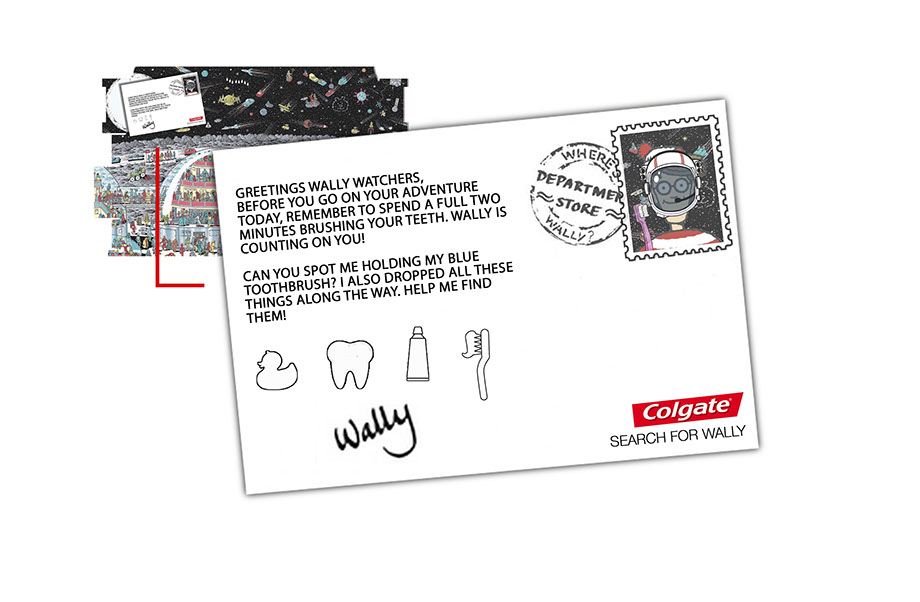 GREETINGS WALLY WATCHERS,
BEFORE YOU GO ON YOUR ADVENTURE
TODAY, REMEMBER TO SPEND A FULL TWO
MINUTES BRUSHING YOUR TEETH. WALLY IS
COUNTING ON YOU!
CAN YOU SPOT ME HOLDING MY BLUE
TOOTHBRUSH? I ALSO DROPPED ALL THESE
THINGS ALONG THE WAY. HELP ME FIND
THEM!
Wally
WHERE'S
DEPARTMEN
STORE
WALLY?
Colgate
SEARCH FOR WALLY
Wally